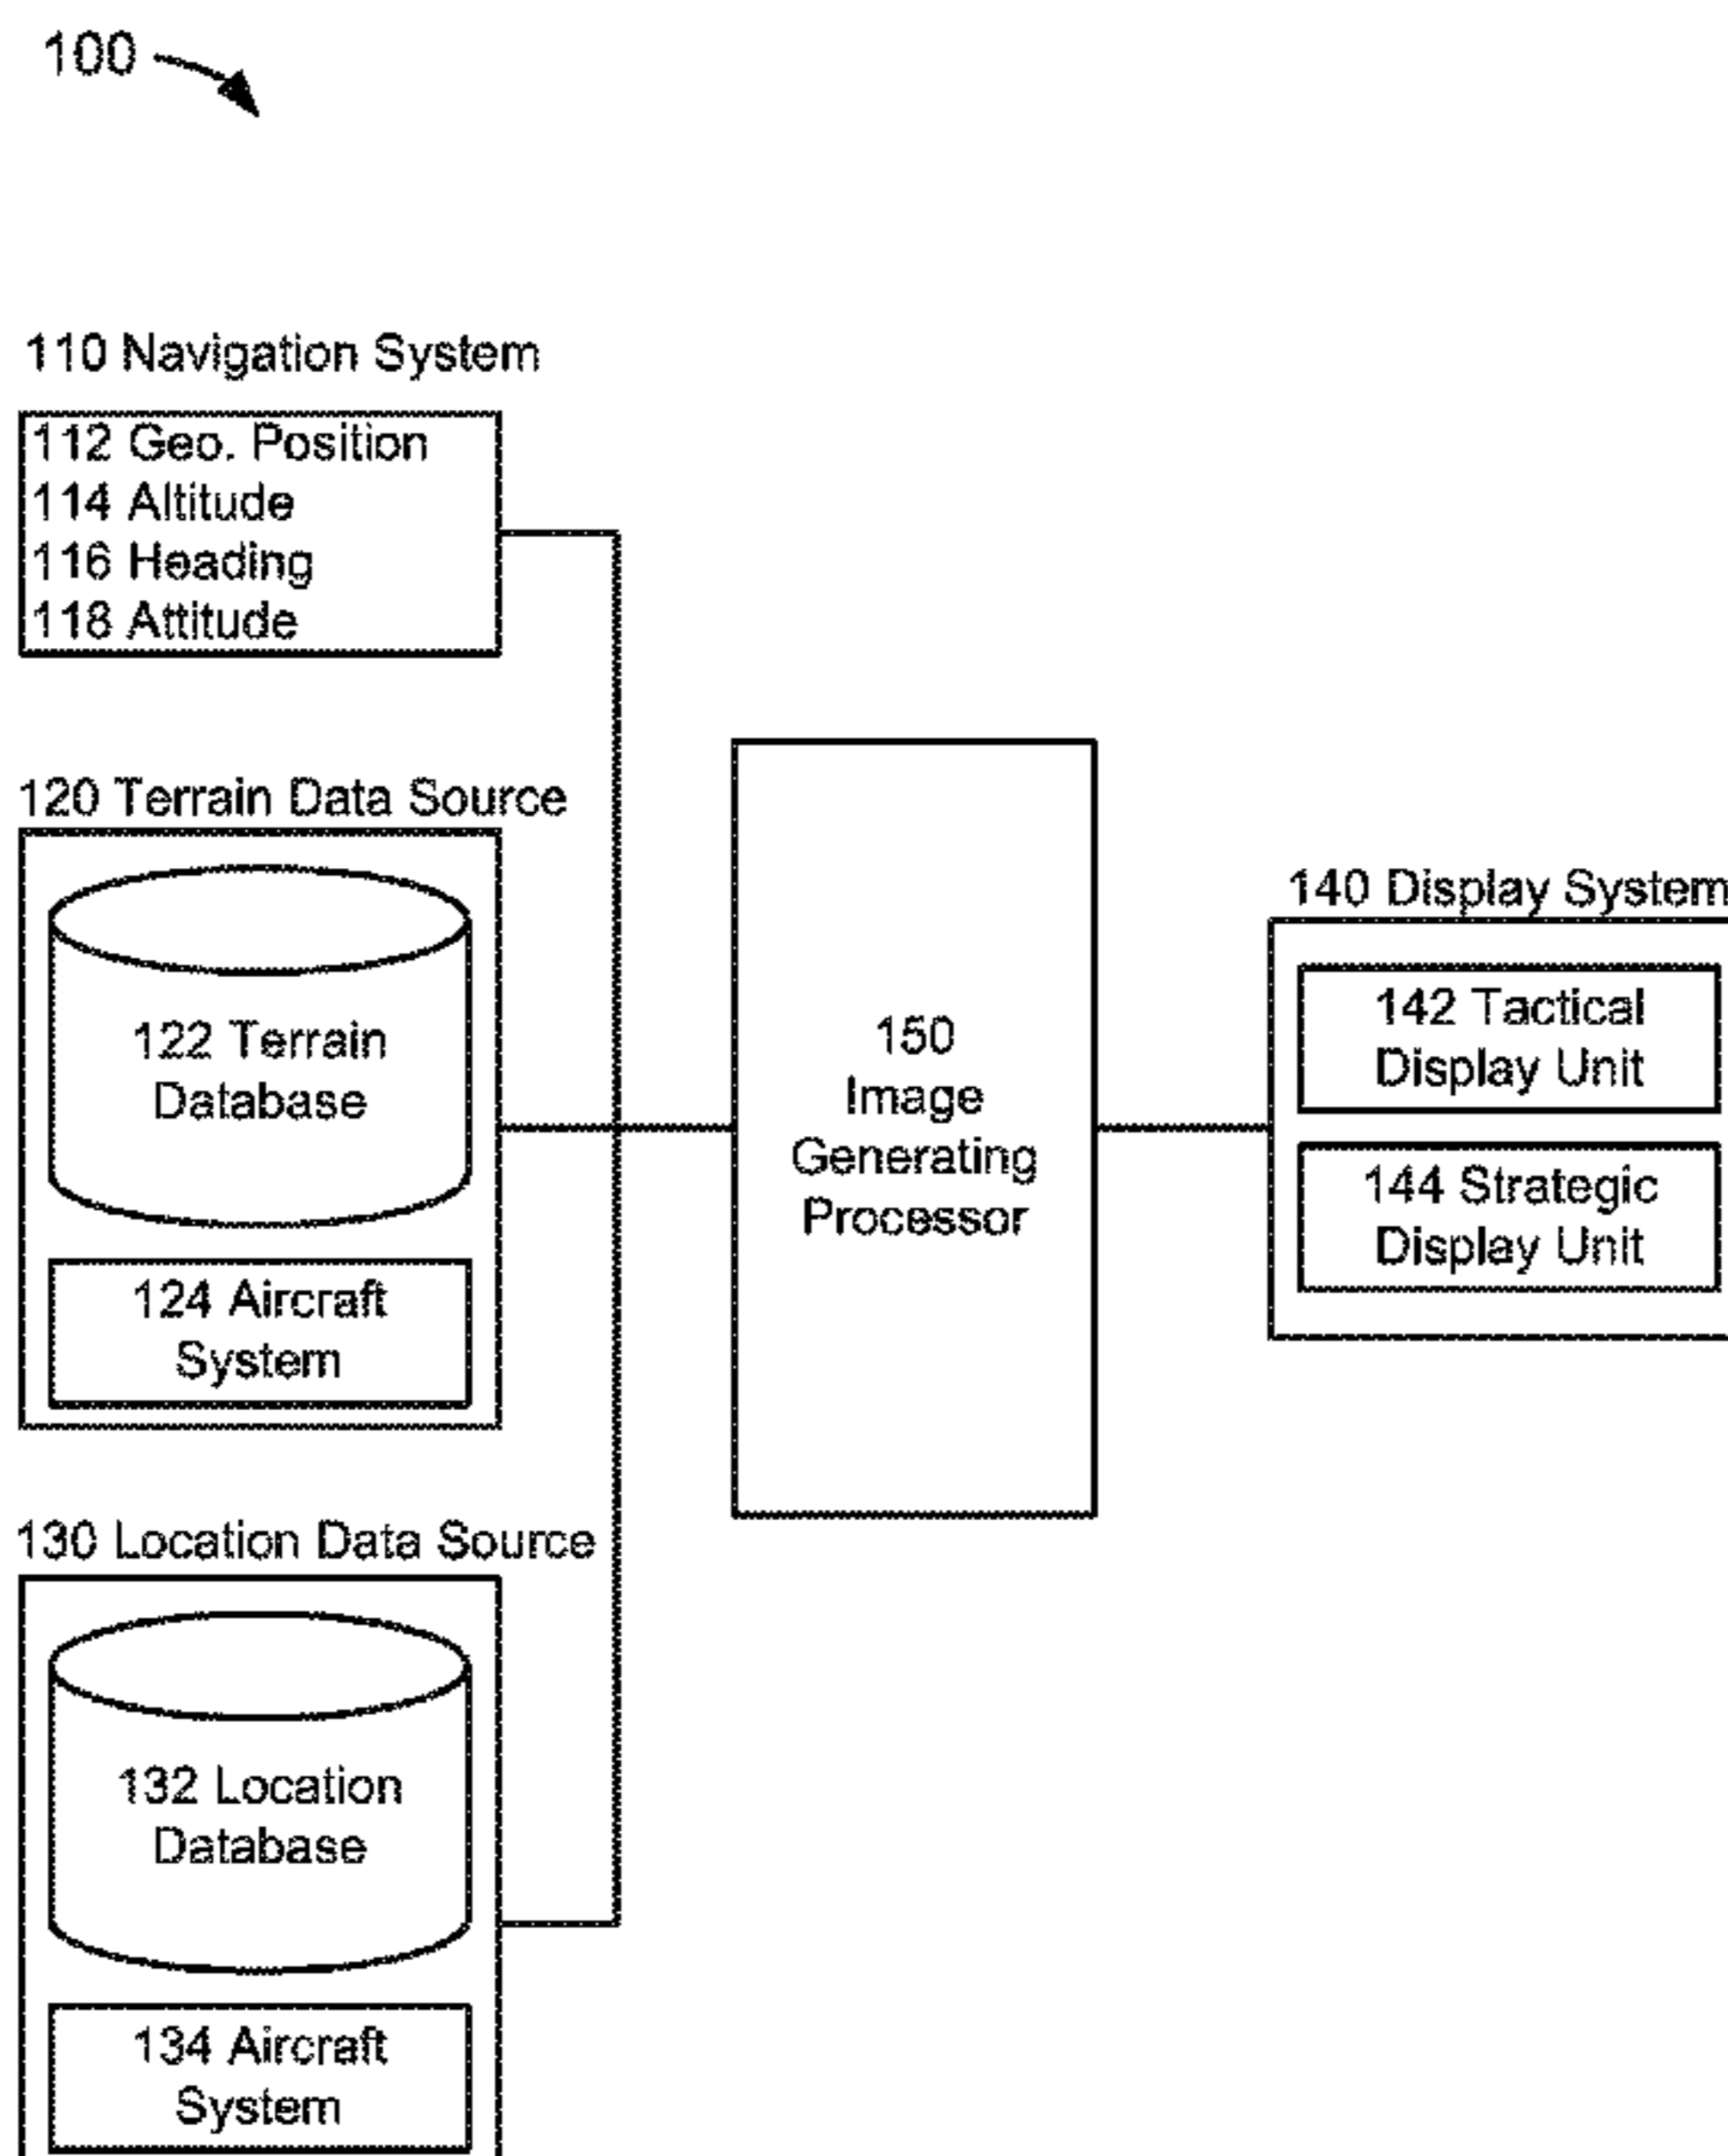 100
110 Navigation System
112 Geo. Position
114 Altitude
116 Heading
118 Attitude
120 Terrain Data Source
122 Terrain
Database
124 Aircraft
System
130 Location Data Source
132 Location
Database
134 Aircraft
System
150
Image
Generating
Processor
140 Display System
142 Tactical
Display Unit
144 Strategic
Display Unit